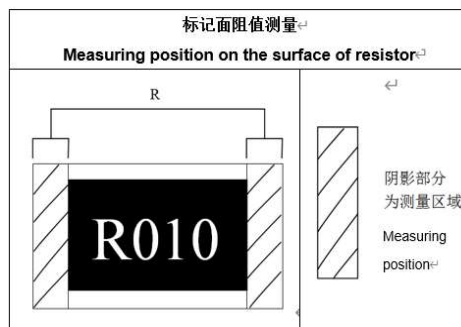 标记面阻值测量
Measuring position on the surface of resistor
R
R010
阴影部分
为测量区域
Measuring
position